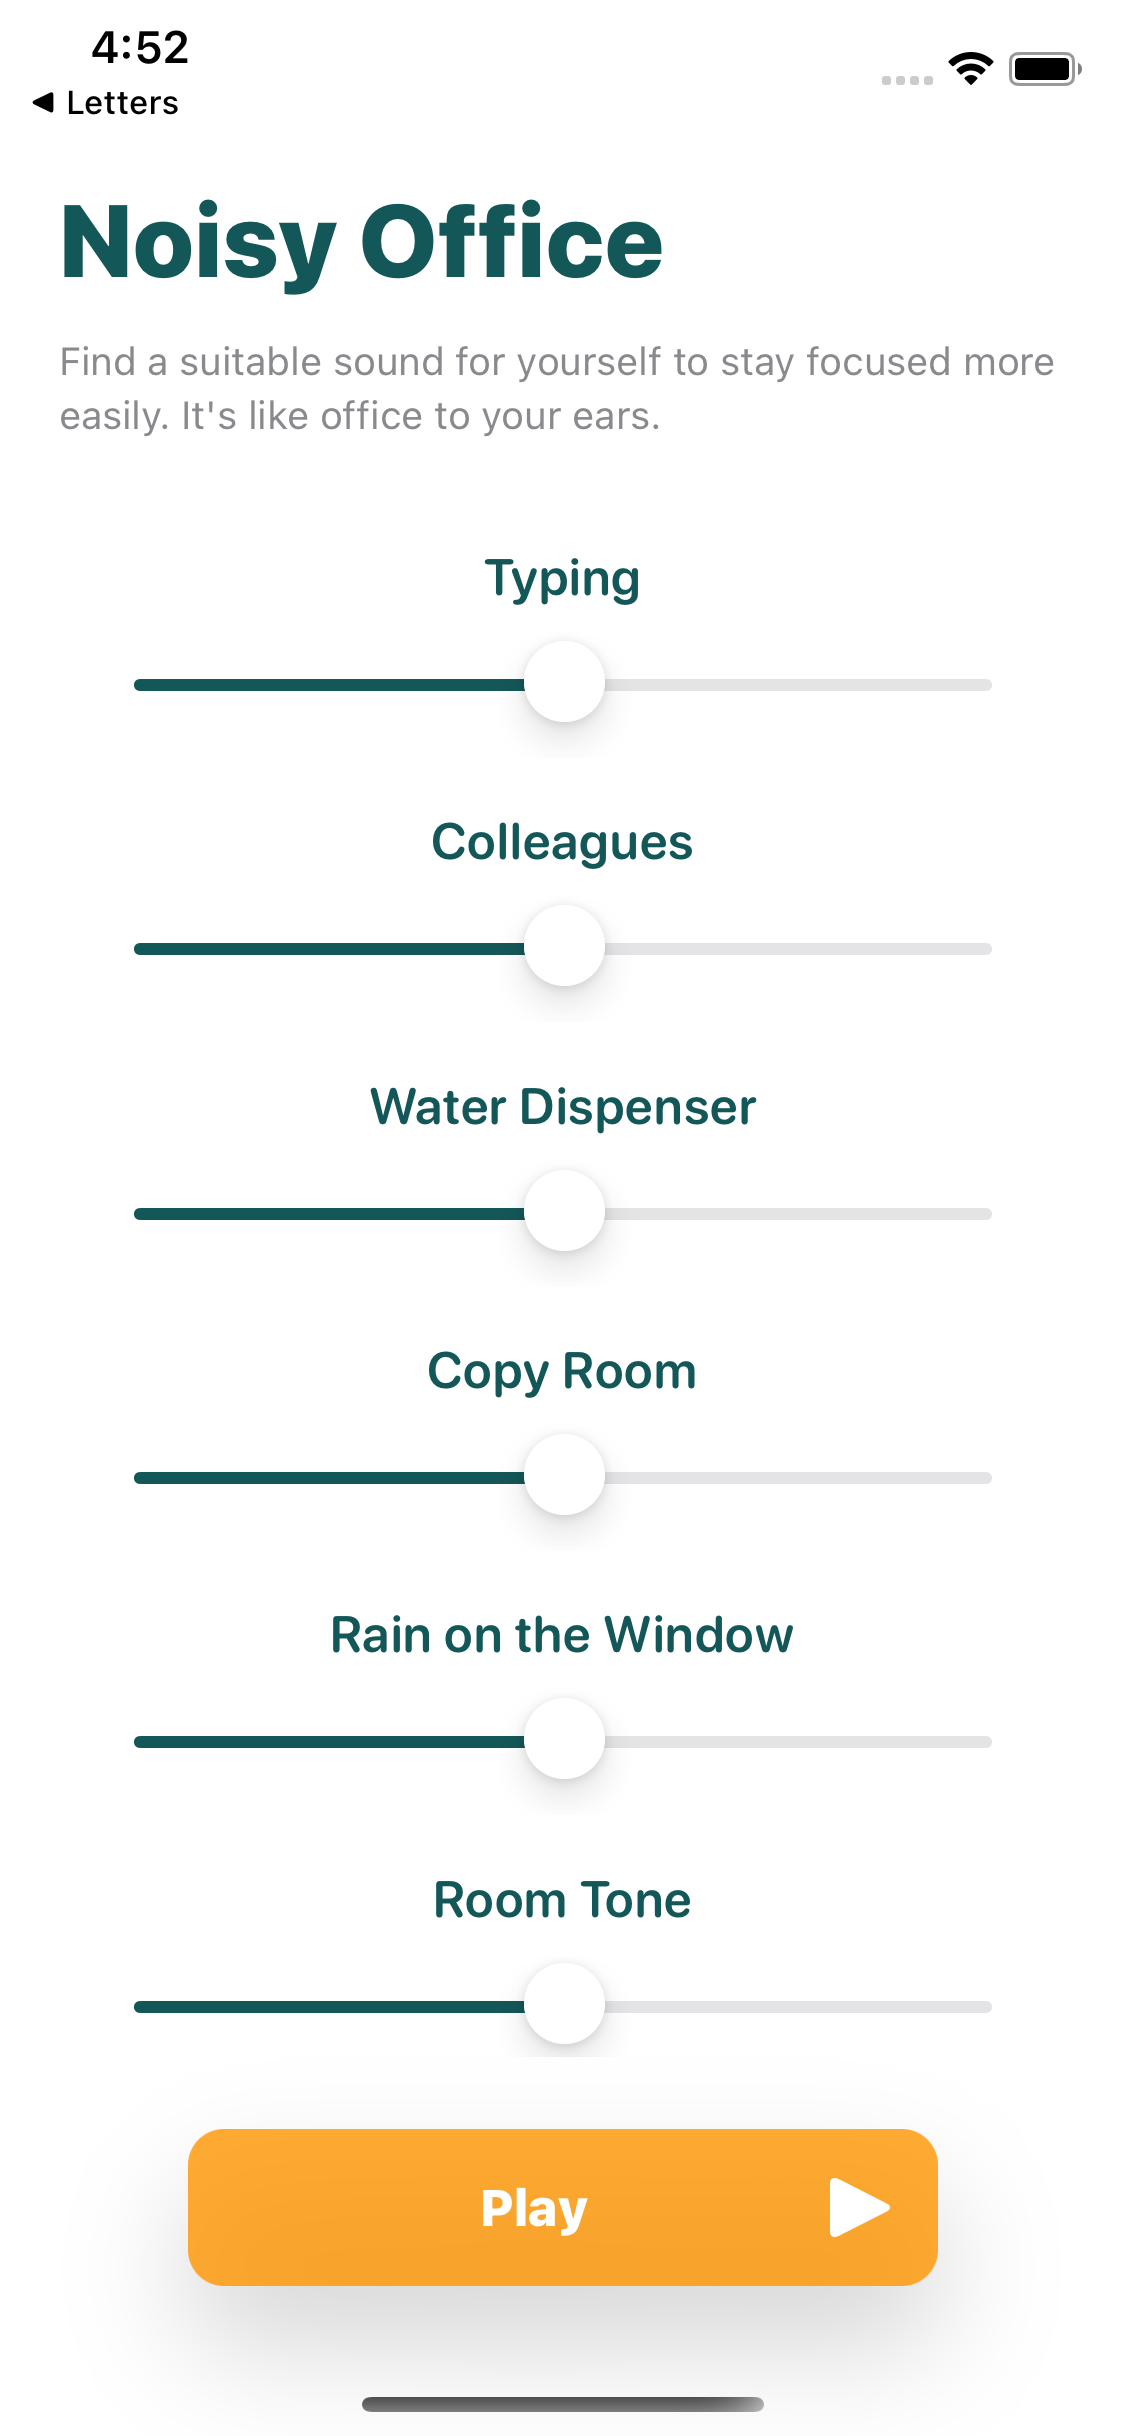 4:52
Letters
Noisy Office
Find a suitable sound for yourself to stay focused more
easily. It's like office to your ears.
Typing
Colleagues
Water Dispenser
Copy Room
Rain on the Window
Room Tone
Play